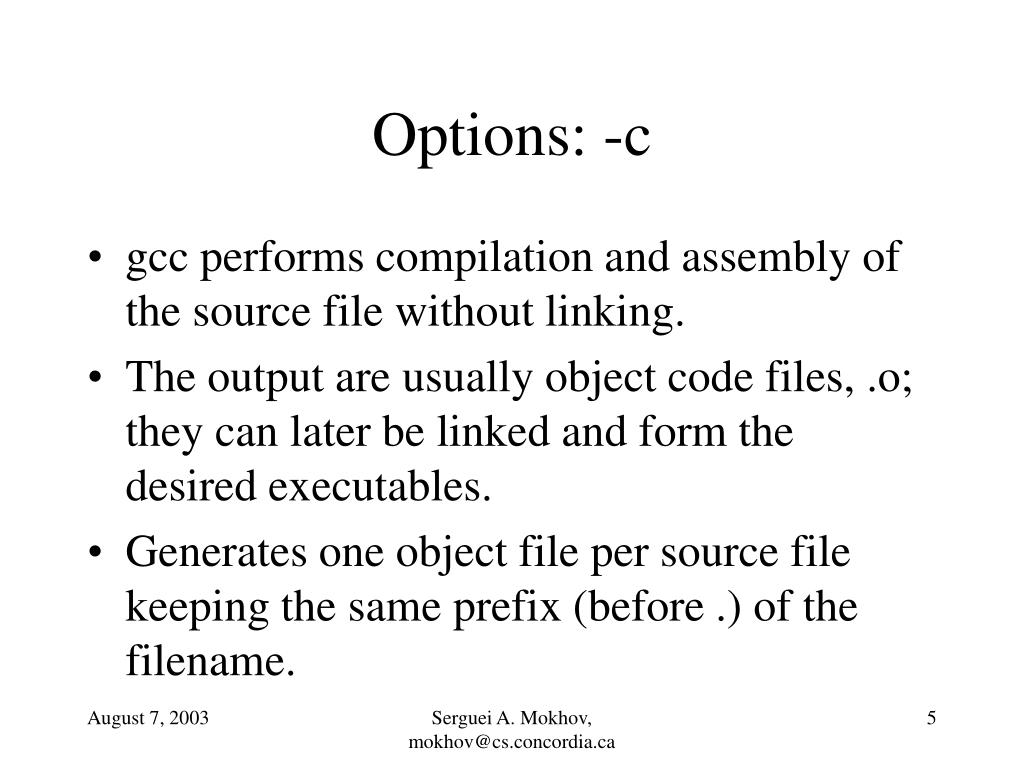 Options: -c
• gcc performs compilation and assembly of
the source file without linking.
• The output are usually object code files, .o;
they can later be linked and form the
desired executables.
• Generates one object file per source file
keeping the same prefix (before .) of the
filename.
August 7, 2003
Serguei A. Mokhov,
mokhov@cs.concordia.ca
5